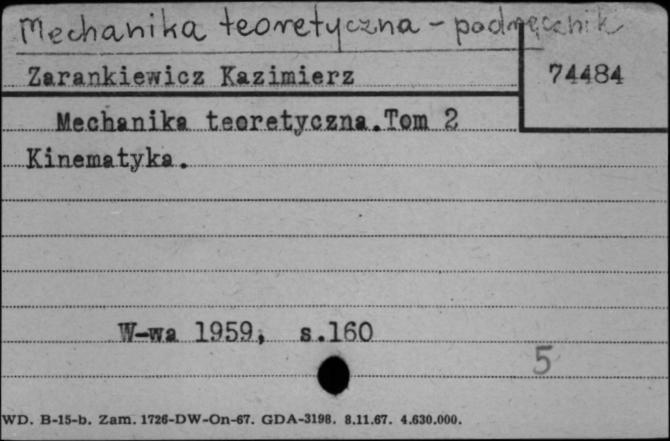 Mechanika teoretyczna - podręcznik
Zarankiewicz Kazimierz 74484
Mechanika teoretyczna.Tom 2
Kinematyka.
W-wa 1959, s.160
5
WD. B-15-b. Zam. 1726-DW-On-67. GDA-3198. 8.11.67. 4.630.000.